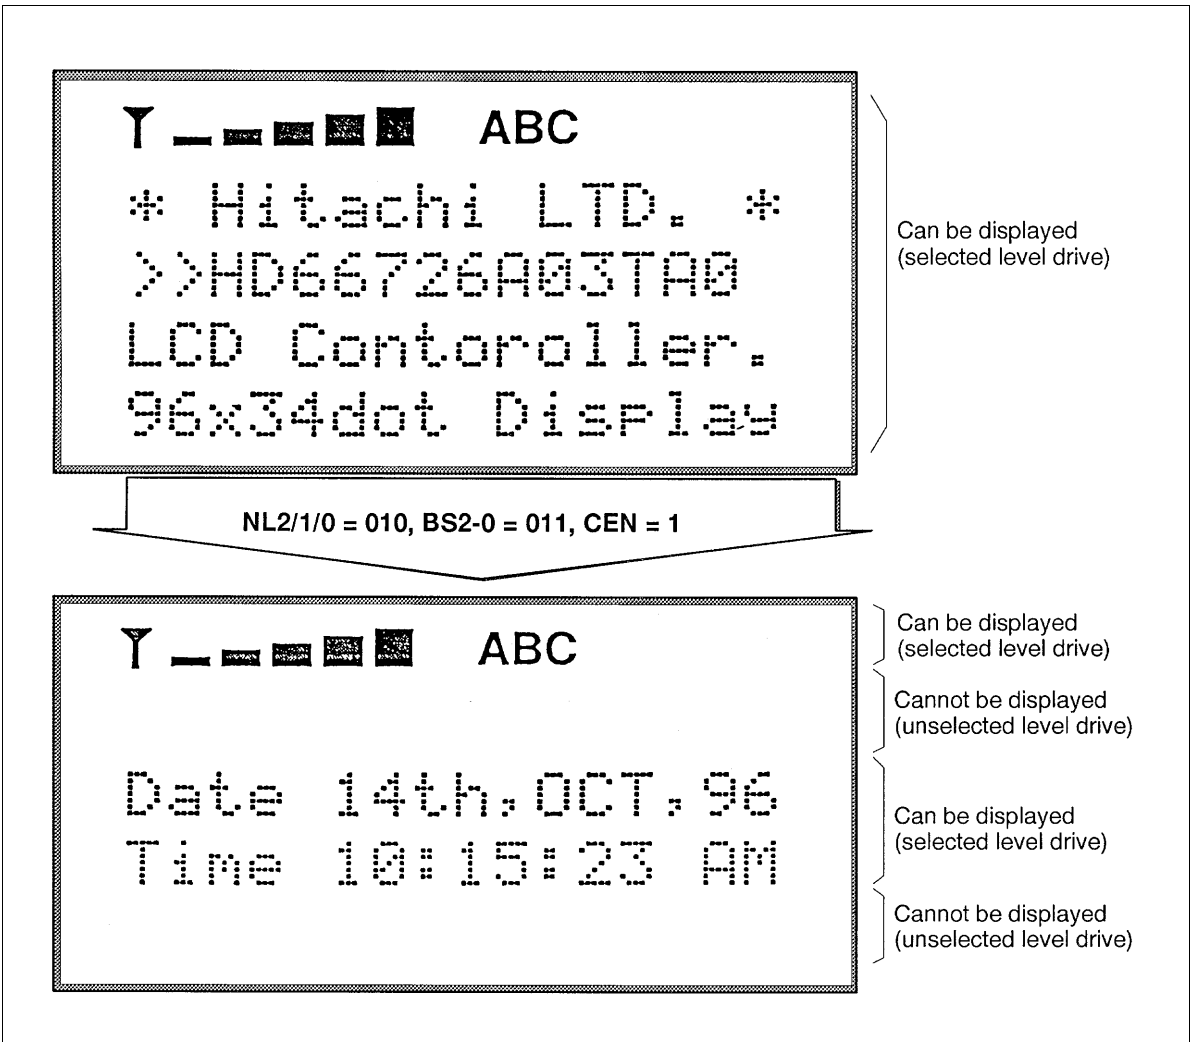 ABC
* Hitachi LTD. *
>>HD66726A03TA0
LCD Contoroller.
96x34dot Display
Can be displayed
(selected level drive)
NL2/1/0 = 010, BS2-0 = 011, CEN = 1
ABC
Can be displayed
(selected level drive)
Cannot be displayed
(unselected level drive)
Date 14th,OCT,96
Time 10:15:23 AM
Can be displayed
(selected level drive)
Cannot be displayed
(unselected level drive)